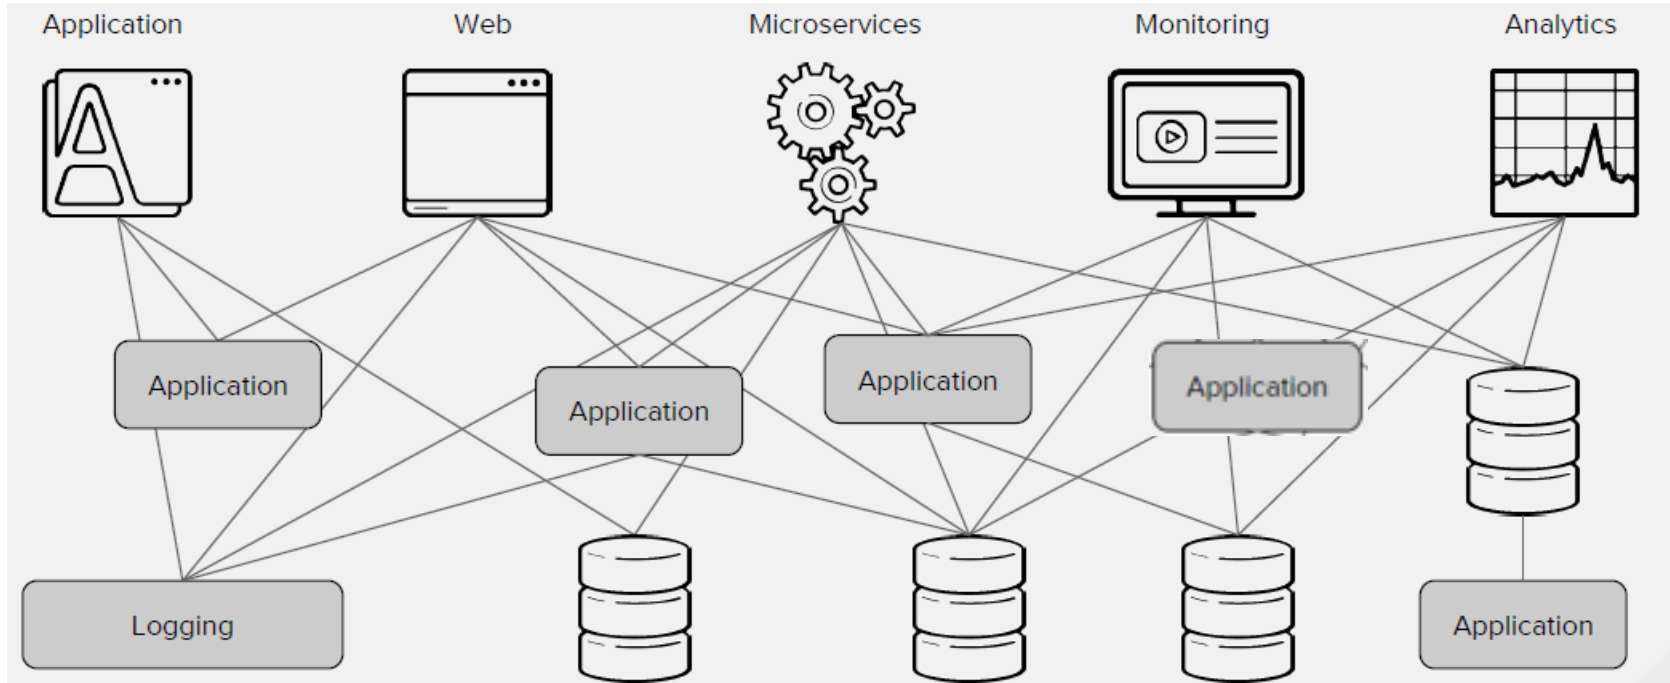 Application
Web
Microservices
Monitoring
Analytics
Application
Application
Application
Application
Logging
Application